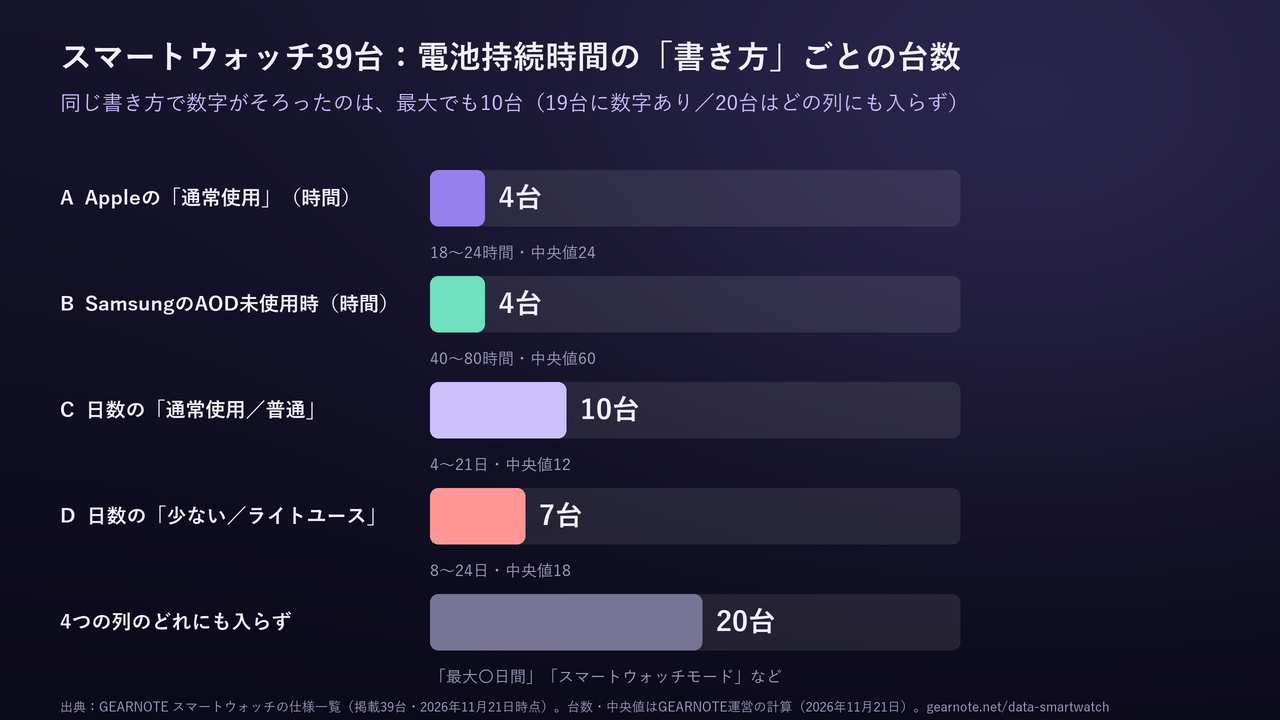 スマートウォッチ39台：電池持続時間の「書き方」ごとの台数
同じ書き方で数字がそろったのは、最大でも10台（19台に数字あり／20台はどの列にも入らず）
A Appleの「通常使用」（時間）
4台
18〜24時間・中央値24
B SamsungのAOD未使用時（時間）
4台
40〜80時間・中央値60
C 日数の「通常使用／普通」
10台
4〜21日・中央値12
D 日数の「少ない／ライトユース」
7台
8〜24日・中央値18
4つの列のどれにも入らず
20台
「最大〇日間」「スマートウォッチモード」など
出典：GEARNOTE スマートウォッチの仕様一覧（掲載39台・2026年11月21日時点）。台数・中央値はGEARNOTE運営の計算（2026年11月21日）。gearnote.net/data-smartwatch